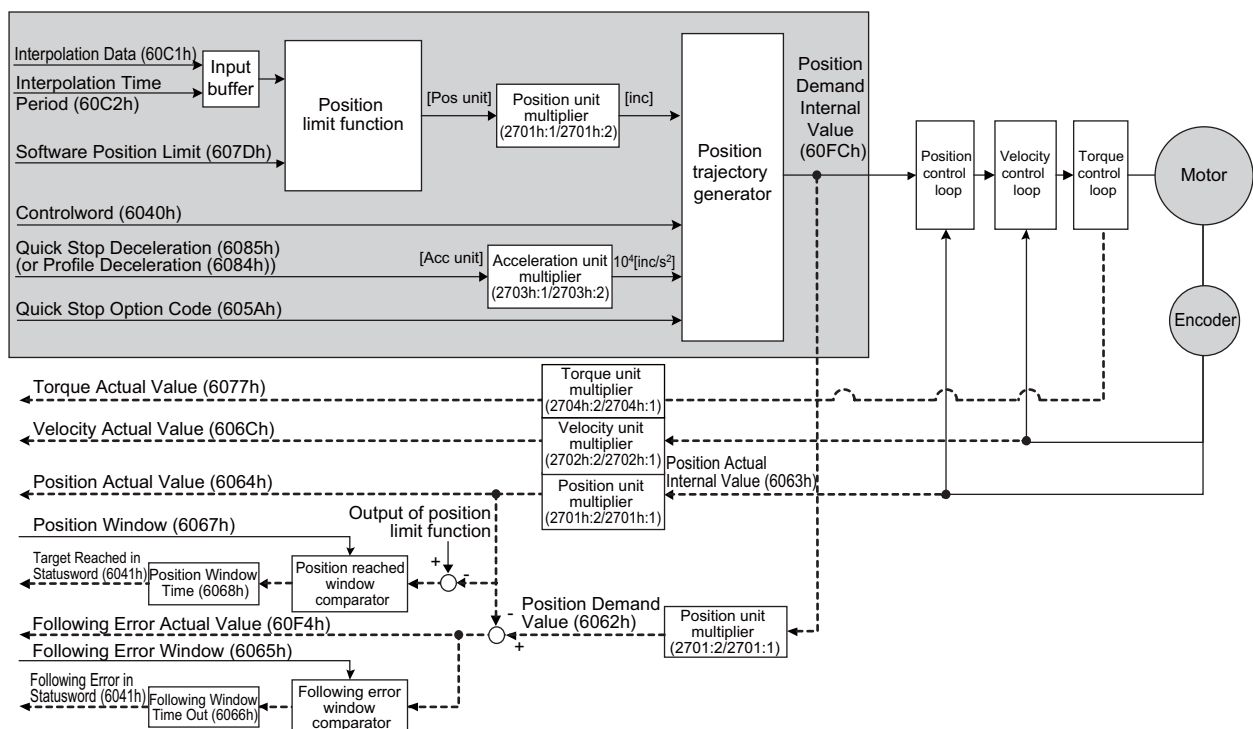 Interpolation Data (60C1h)
Interpolation Time
Period (60C2h)
Input
buffer
Software Position Limit (607Dh)
Position
limit function
[Pos unit]
Position unit
multiplier
(2701h:1/2701h:2)
[inc]
Controlword (6040h)
Quick Stop Deceleration (6085h)
(or Profile Deceleration (6084h))
[Acc unit]
Acceleration unit
multiplier
(2703h:1/2703h:2)
10⁴[inc/s²]
Quick Stop Option Code (605Ah)
Position
trajectory
generator
Position
Demand
Internal
Value
(60FCh)
Position
control
loop
Velocity
control
loop
Torque
control
loop
Motor
Encoder
Torque Actual Value (6077h)
Torque unit
multiplier
(2704h:2/2704h:1)
Velocity Actual Value (606Ch)
Velocity unit
multiplier
(2702h:2/2702h:1)
Position Actual
Internal Value (6063h)
Position Actual Value (6064h)
Position unit
multiplier
(2701h:2/2701h:1)
Position Window (6067h)
Output of position
limit function
+
-
Target Reached in
Statusword (6041h)
Position Window
Time (6068h)
Position reached
window
comparator
Following Error Actual Value (60F4h)
-
+
Position Demand
Value (6062h)
Position unit
multiplier
(2701:2/2701:1)
Following Error Window (6065h)
Following Error in
Statusword (6041h)
Following Window
Time Out (6066h)
Following error
window
comparator